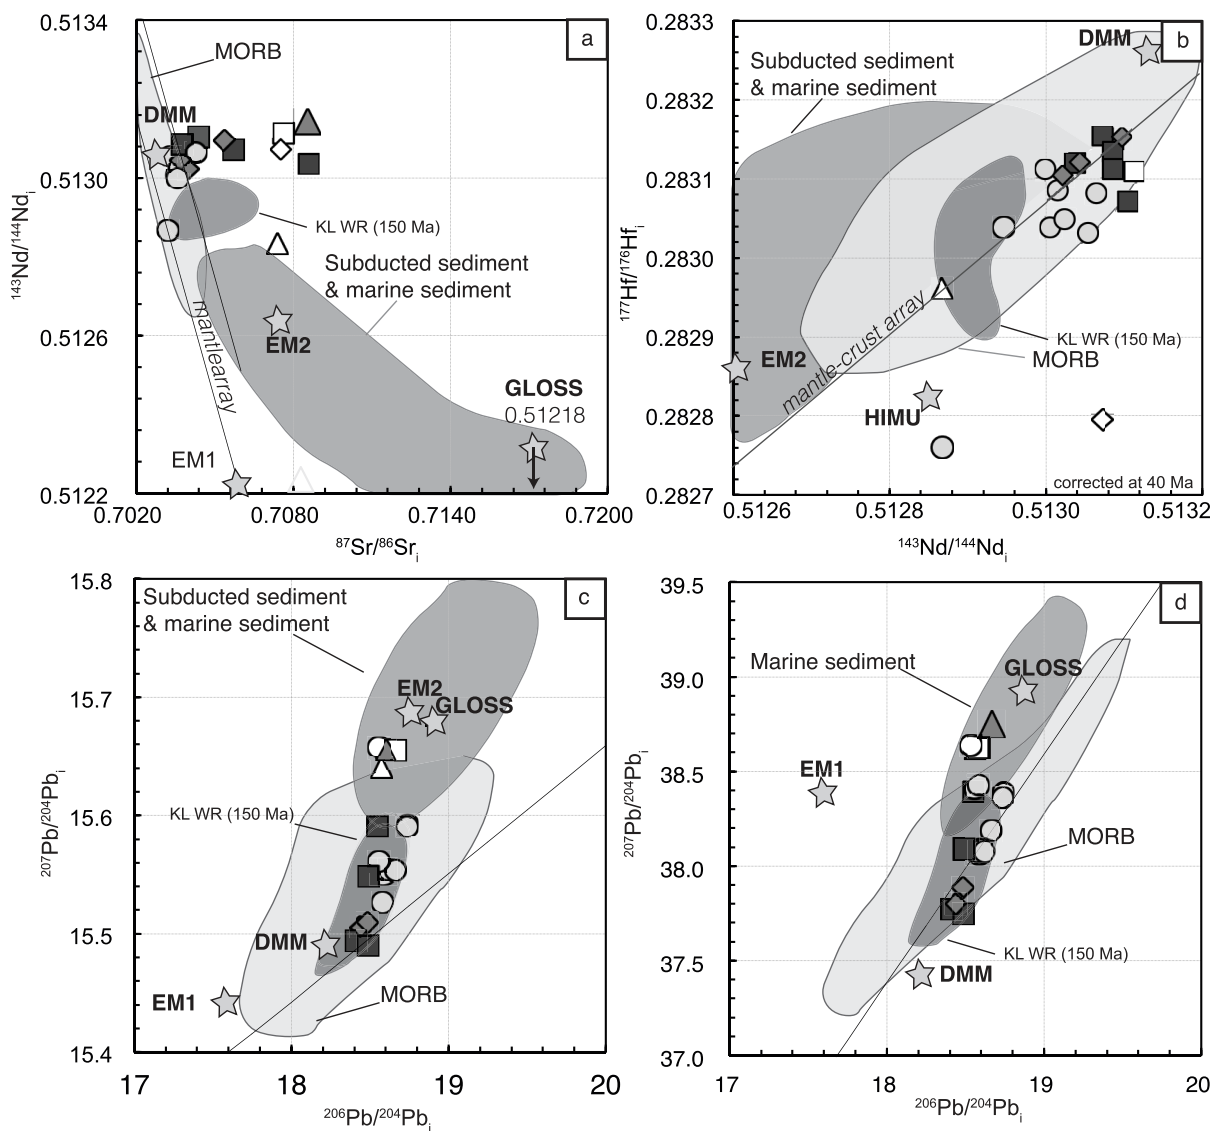 a
0.5134
0.5130
0.5126
0.5122
143Nd/144Ndi
MORB
DMM
KL WR (150 Ma)
Subducted sediment
& marine sediment
mantlearray
EM2
GLOSS
0.51218
EM1
0.7020
0.7080
0.7140
0.7200
87Sr/86Sri
b
0.2833
0.2832
0.2831
0.2830
0.2829
0.2828
0.2827
177Hf/176Hfi
DMM
Subducted sediment
& marine sediment
mantle-crust array
KL WR (150 Ma)
MORB
EM2
HIMU
corrected at 40 Ma
0.5126
0.5128
0.5130
0.5132
143Nd/144Ndi
c
15.8
15.7
15.6
15.5
15.4
207Pb/204Pbi
Subducted sediment
& marine sediment
EM2
GLOSS
KL WR (150 Ma)
DMM
EM1
MORB
17
18
19
20
206Pb/204Pbi
d
39.5
39.0
38.5
38.0
37.5
37.0
207Pb/204Pbi
Marine sediment
GLOSS
EM1
MORB
KL WR (150 Ma)
DMM
17
18
19
20
206Pb/204Pbi